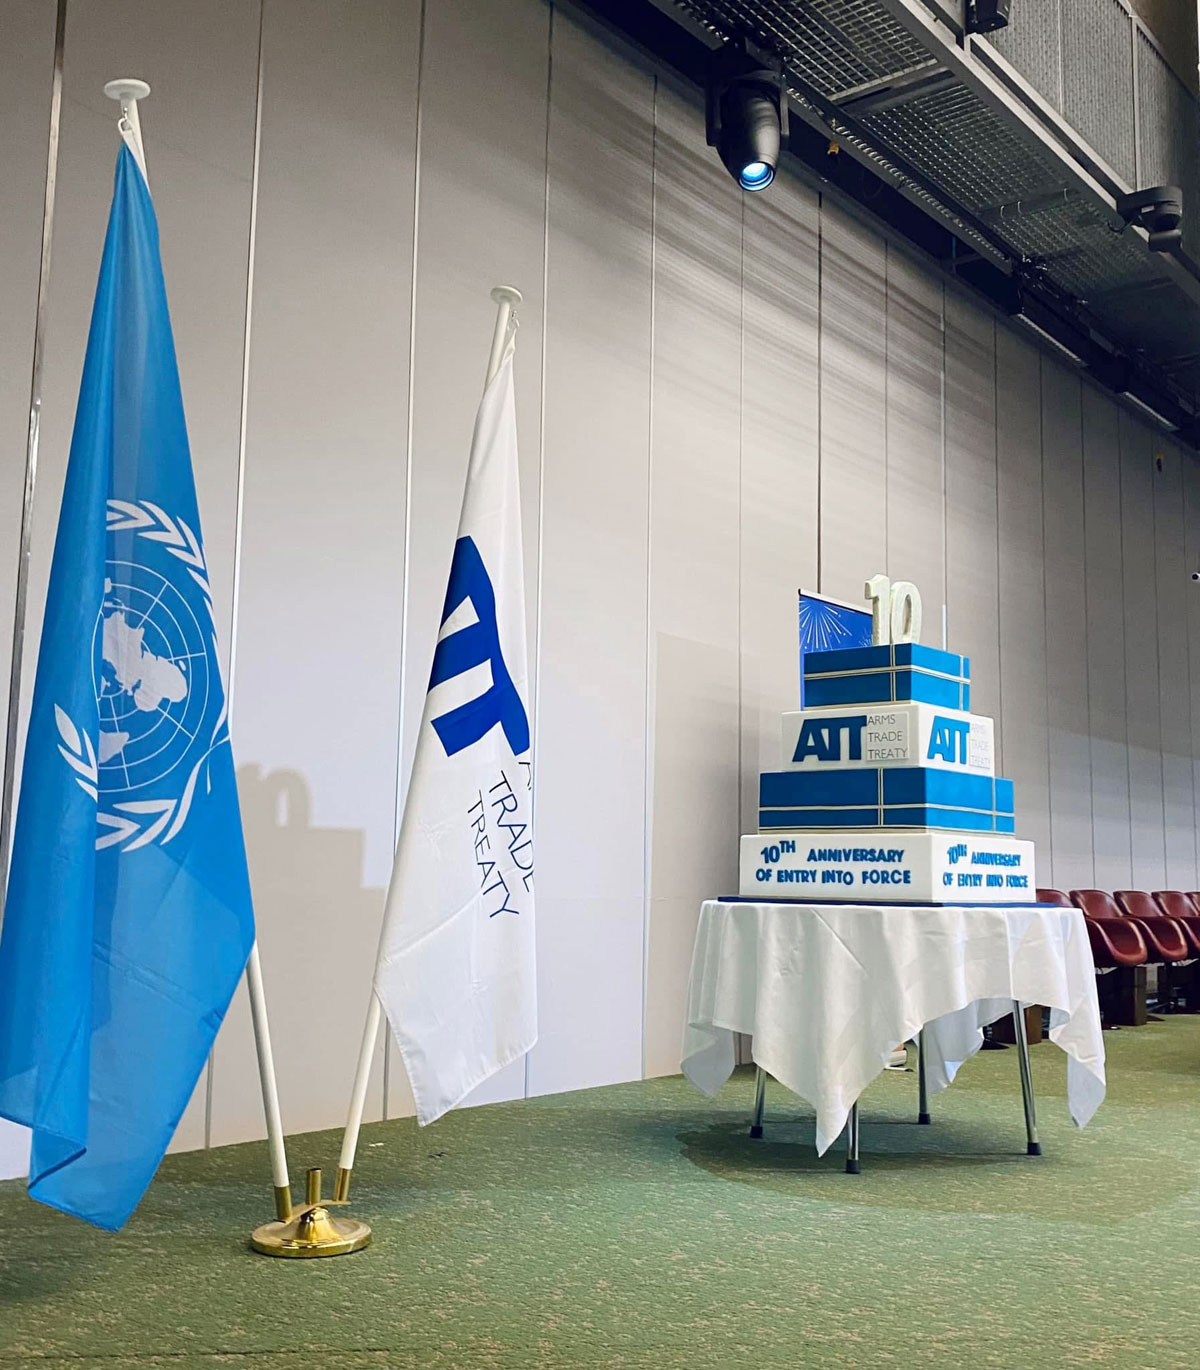 ATT
TRADE
TREATY
10
ATT
ARMS
TRADE
TREATY
ATT
ARMS
TRADE
TREATY
10TH ANNIVERSARY
OF ENTRY INTO FORCE
10TH ANNIVERSARY
OF ENTRY INTO FORCE